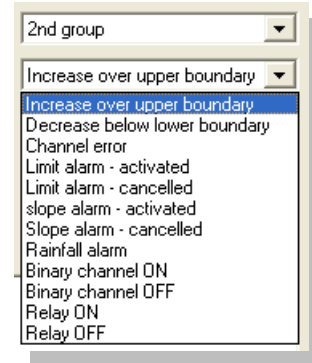 2nd group
Increase over upper boundary
Increase over upper boundary
Decrease below lower boundary
Channel error
Limit alarm - activated
Limit alarm - cancelled
slope alarm - activated
Slope alarm - cancelled
Rainfall alarm
Binary channel ON
Binary channel OFF
Relay ON
Relay OFF